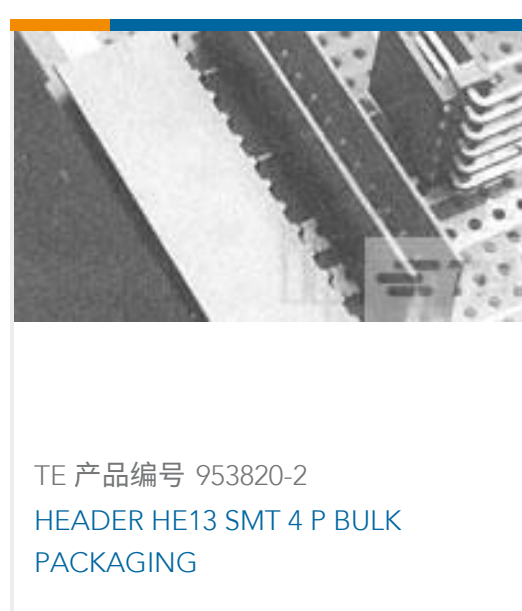 TE 产品编号 953820-2
HEADER HE13 SMT 4 P BULK
PACKAGING